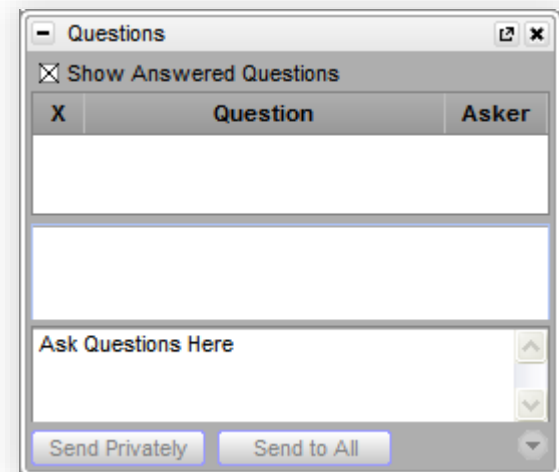 Questions
Show Answered Questions
X Question Asker
Ask Questions Here
Send Privately Send to All